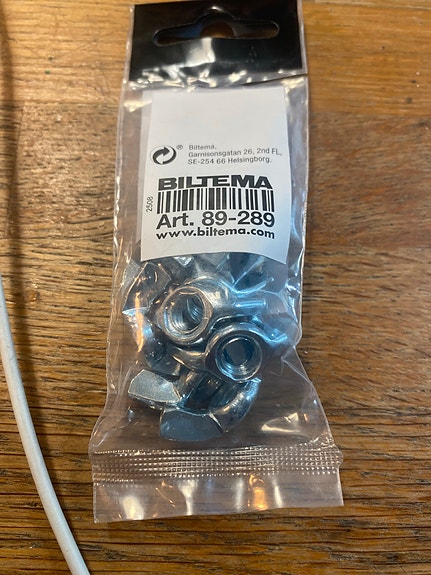 ®
Biltema,
Garnisonsgatan 26, 2nd Fl.,
SE-254 66 Helsingborg.
BILTEMA
2508
Art. 89-289
www.biltema.com